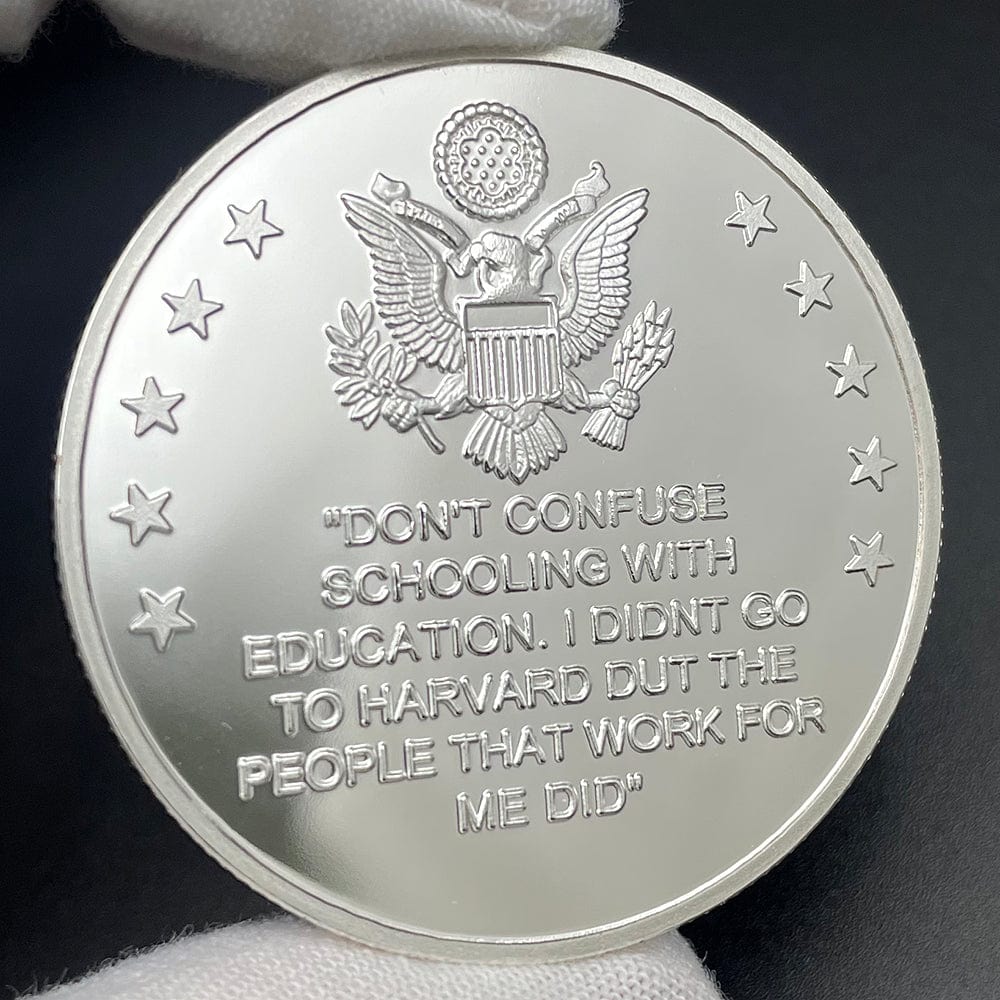 "DON'T CONFUSE
SCHOOLING WITH
EDUCATION. I DIDNT GO
TO HARVARD DUT THE
PEOPLE THAT WORK FOR
ME DID"